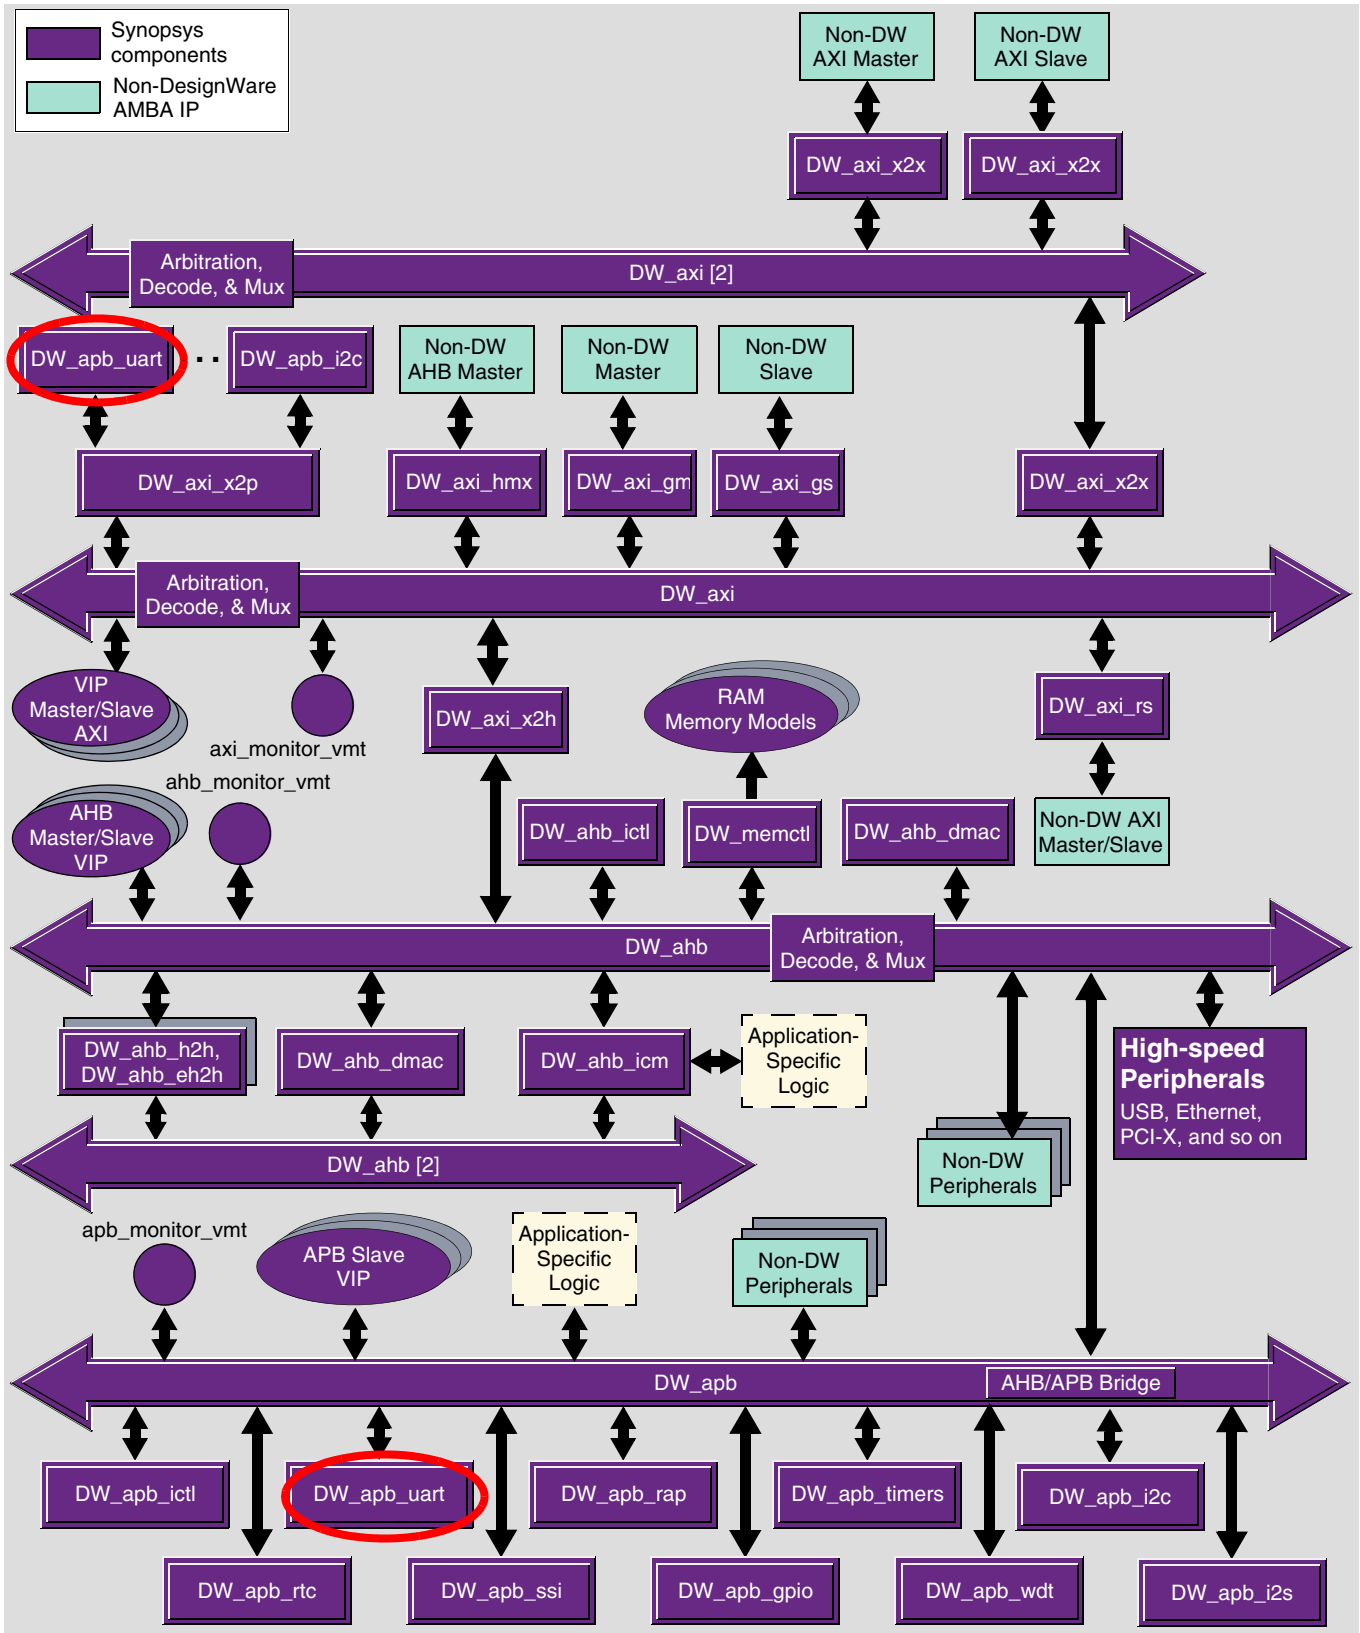 Synopsys
components
Non-DesignWare
AMBA IP
Non-DW
AXI Master
Non-DW
AXI Slave
DW_axi_x2x
DW_axi_x2x
Arbitration,
Decode, & Mux
DW_axi [2]
DW_apb_uart
. .
DW_apb_i2c
Non-DW
AHB Master
Non-DW
Master
Non-DW
Slave
DW_axi_x2p
DW_axi_hmx
DW_axi_gm
DW_axi_gs
DW_axi_x2x
Arbitration,
Decode, & Mux
DW_axi
VIP
Master/Slave
AXI
axi_monitor_vmt
DW_axi_x2h
RAM
Memory Models
DW_axi_rs
ahb_monitor_vmt
AHB
Master/Slave
VIP
DW_ahb_ictl
DW_memctl
DW_ahb_dmac
Non-DW AXI
Master/Slave
DW_ahb
Arbitration,
Decode, & Mux
DW_ahb_h2h,
DW_ahb_eh2h
DW_ahb_dmac
DW_ahb_icm
Application-
Specific
Logic
High-speed
Peripherals
USB, Ethernet,
PCI-X, and so on
DW_ahb [2]
Non-DW
Peripherals
apb_monitor_vmt
APB Slave
VIP
Application-
Specific
Logic
Non-DW
Peripherals
DW_apb
AHB/APB Bridge
DW_apb_ictl
DW_apb_uart
DW_apb_rap
DW_apb_timers
DW_apb_i2c
DW_apb_rtc
DW_apb_ssi
DW_apb_gpio
DW_apb_wdt
DW_apb_i2s